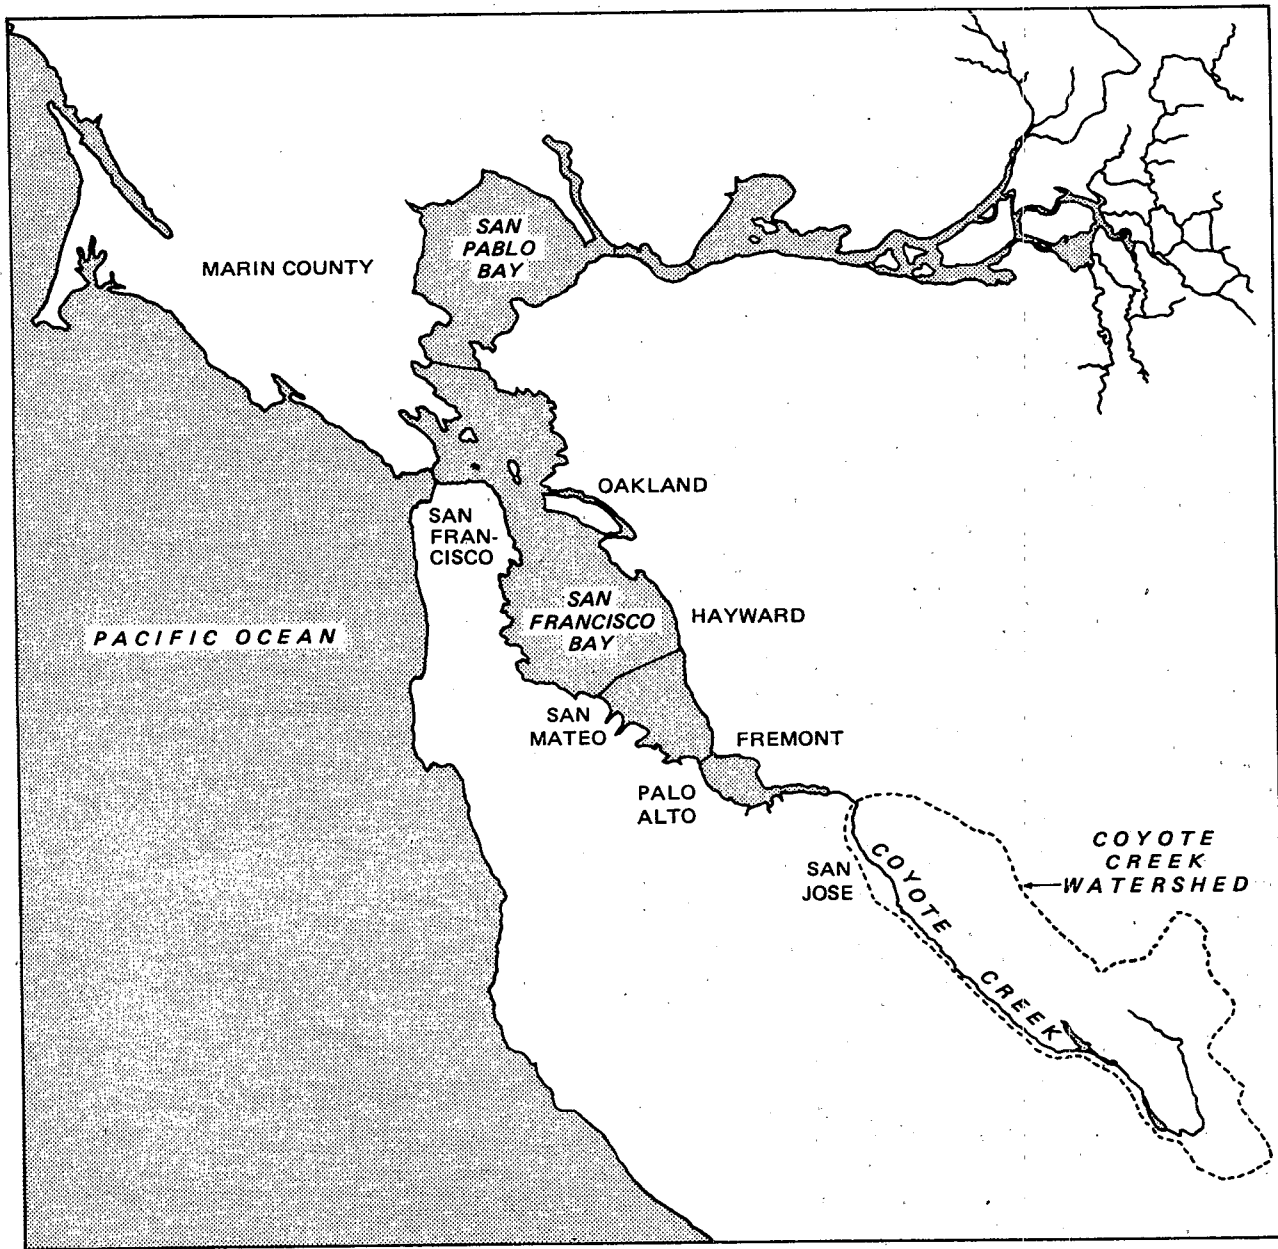 SAN
PABLO
BAY
MARIN COUNTY
OAKLAND
SAN
FRAN-
CISCO
SAN
FRANCISCO
BAY
HAYWARD
PACIFIC OCEAN
SAN
MATEO
FREMONT
PALO
ALTO
COYOTE
CREEK
WATERSHED
SAN
JOSE
COYOTE CREEK